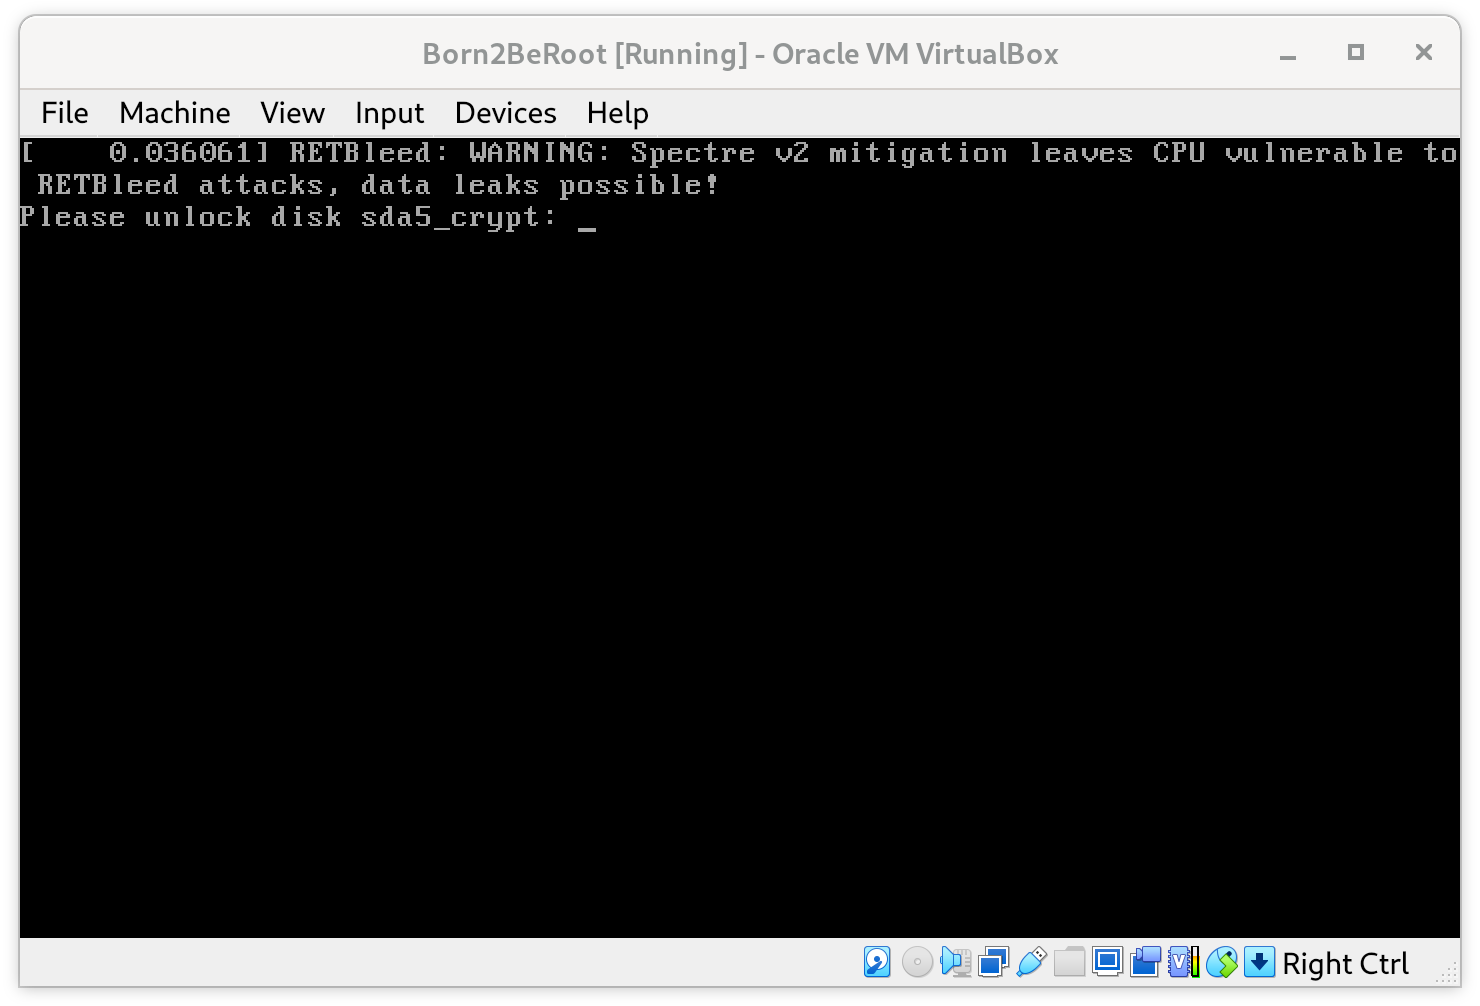 Born2BeRoot [Running] - Oracle VM VirtualBox
File Machine View Input Devices Help
[    0.036061] RETBleed: WARNING: Spectre v2 mitigation leaves CPU vulnerable to
RETBleed attacks, data leaks possible!
Please unlock disk sda5_crypt: _
Right Ctrl